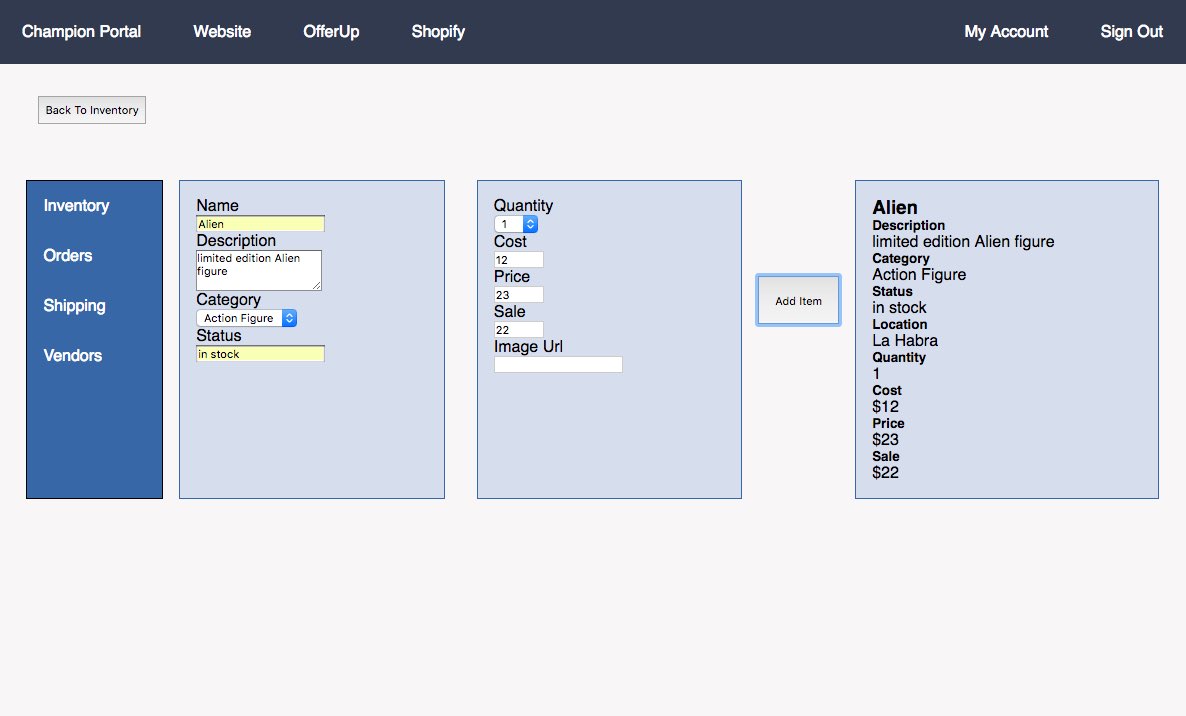 Champion Portal Website OfferUp Shopify My Account Sign Out
Back To Inventory
Inventory
Orders
Shipping
Vendors
Name
Alien
Description
limited edition Alien
figure
Category
Action Figure
Status
in stock
Quantity
1
Cost
12
Price
23
Sale
22
Image Url
Add Item
Alien
Description
limited edition Alien figure
Category
Action Figure
Status
in stock
Location
La Habra
Quantity
1
Cost
$12
Price
$23
Sale
$22